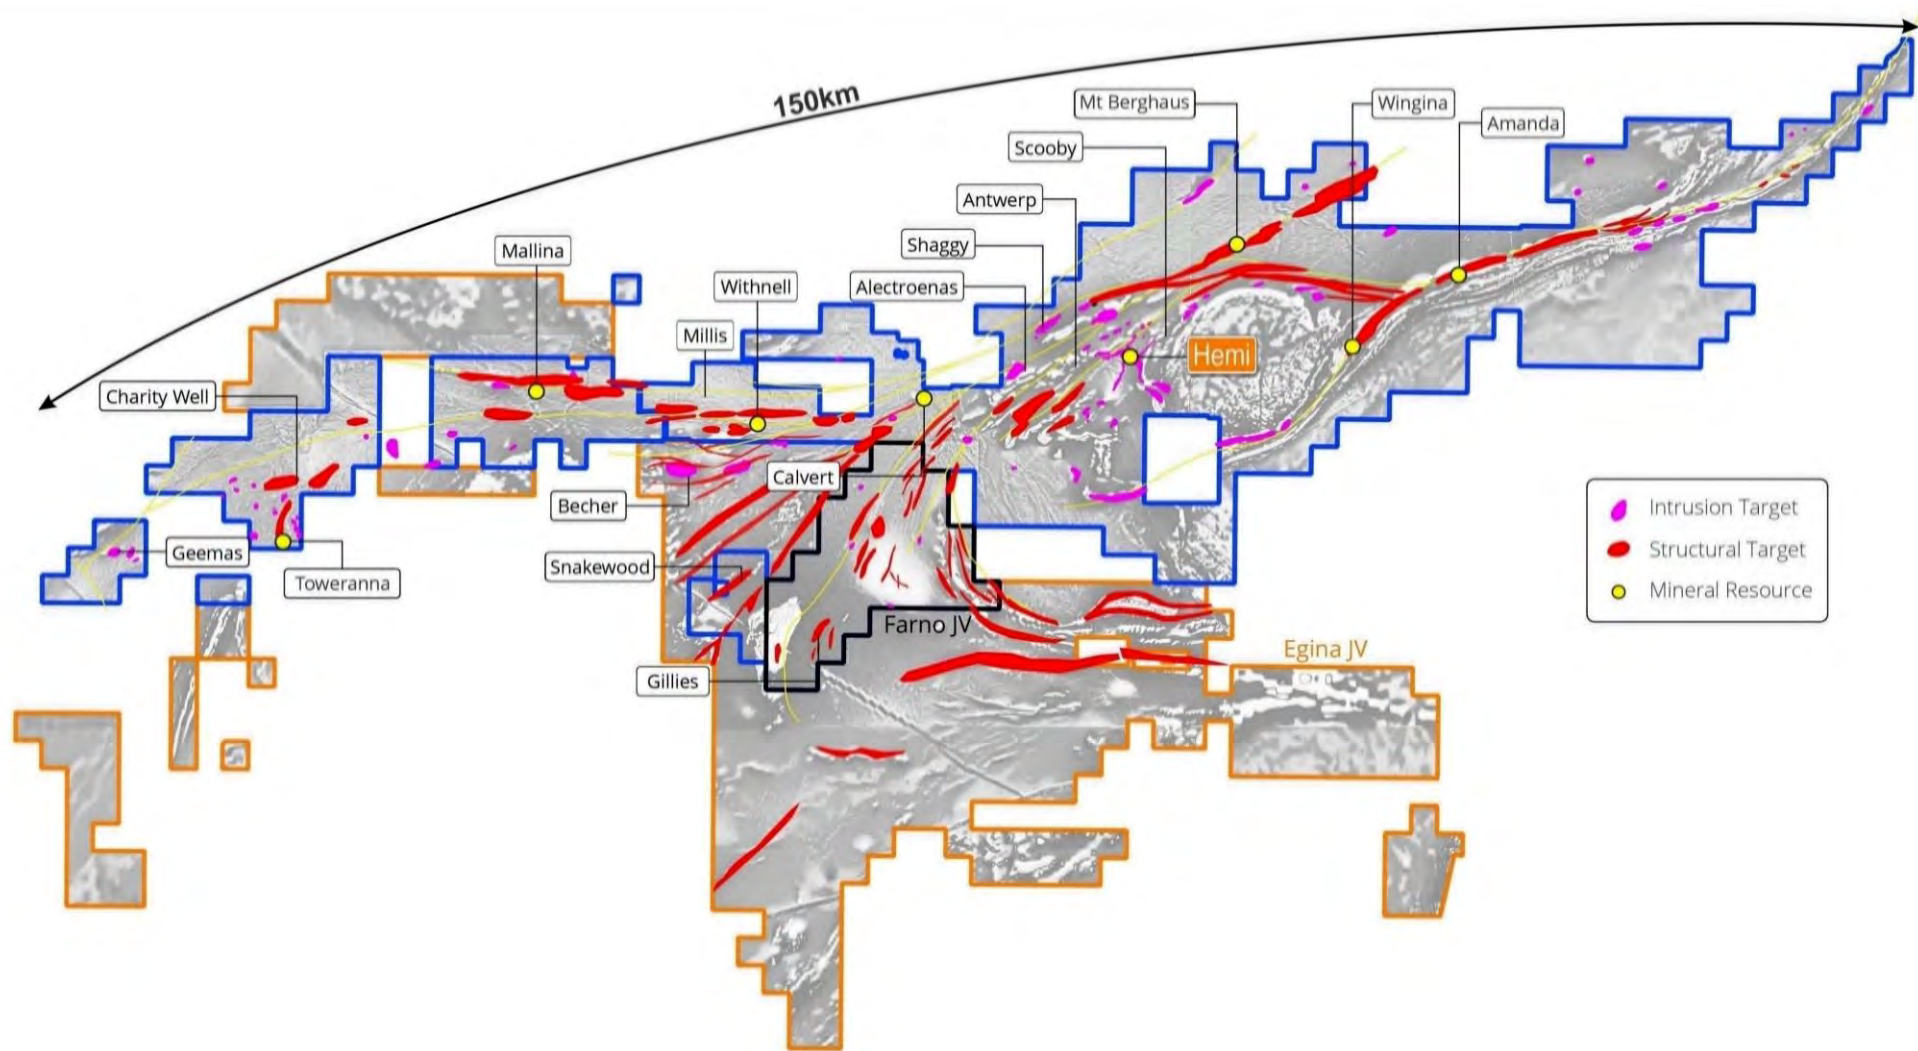 150km
Mt Berghaus
Wingina
Amanda
Scooby
Antwerp
Shaggy
Mallina
Withnell
Alectroenas
Millis
Hemi
Charity Well
Calvert
Becher
Intrusion Target
Structural Target
Mineral Resource
Geemas
Snakewood
Toweranna
Farno JV
Egina JV
Gillies